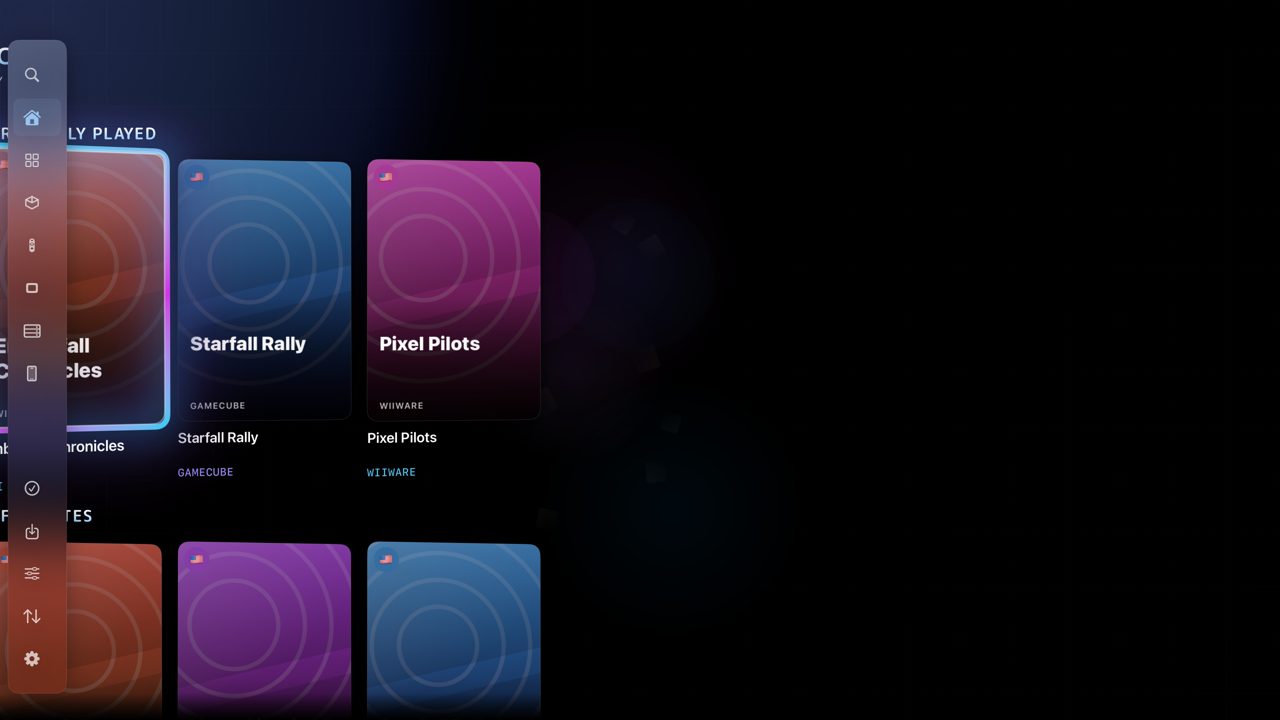 LY PLAYED
all
cles
Starfall Rally
GAMECUBE
Pixel Pilots
WIIWARE
hronicles
Starfall Rally
GAMECUBE
Pixel Pilots
WIIWARE
TES